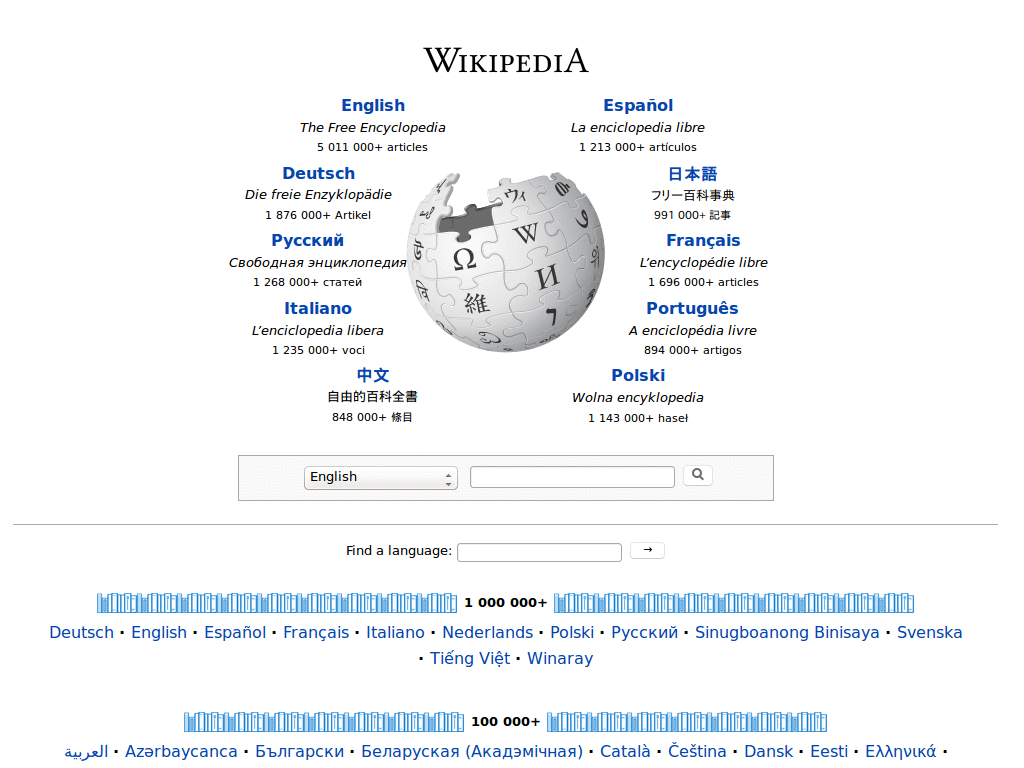 WIKIPEDIA
English
The Free Encyclopedia
5 011 000+ articles
Español
La enciclopedia libre
1 213 000+ artículos
Deutsch
Die freie Enzyklopädie
1 876 000+ Artikel
日本語
フリー百科事典
991 000+ 記事
Русский
Свободная энциклопедия
1 268 000+ статей
Français
L'encyclopédie libre
1 696 000+ articles
Ω W И 維 ウィ
Italiano
L'enciclopedia libera
1 235 000+ voci
Português
A enciclopédia livre
894 000+ artigos
中文
自由的百科全書
848 000+ 條目
Polski
Wolna encyklopedia
1 143 000+ haseł
English
Find a language: →
1 000 000+
Deutsch · English · Español · Français · Italiano · Nederlands · Polski · Русский · Sinugboanong Binisaya · Svenska
· Tiếng Việt · Winaray
100 000+
العربية · Azərbaycanca · Български · Беларуская (Акадэмічная) · Català · Čeština · Dansk · Eesti · Ελληνικά ·